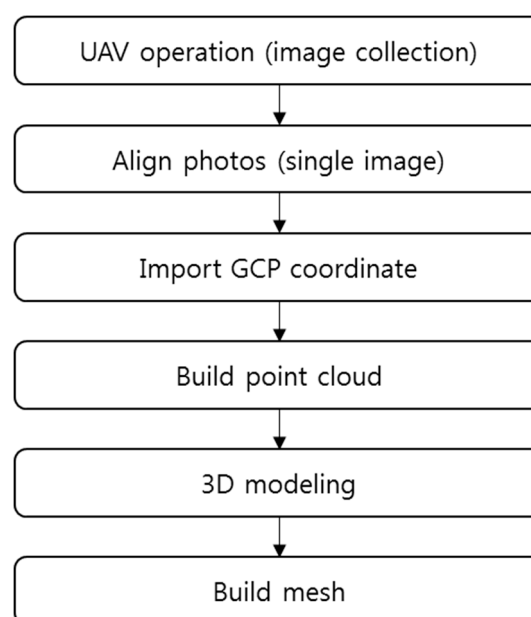 UAV operation (image collection)
Align photos (single image)
Import GCP coordinate
Build point cloud
3D modeling
Build mesh